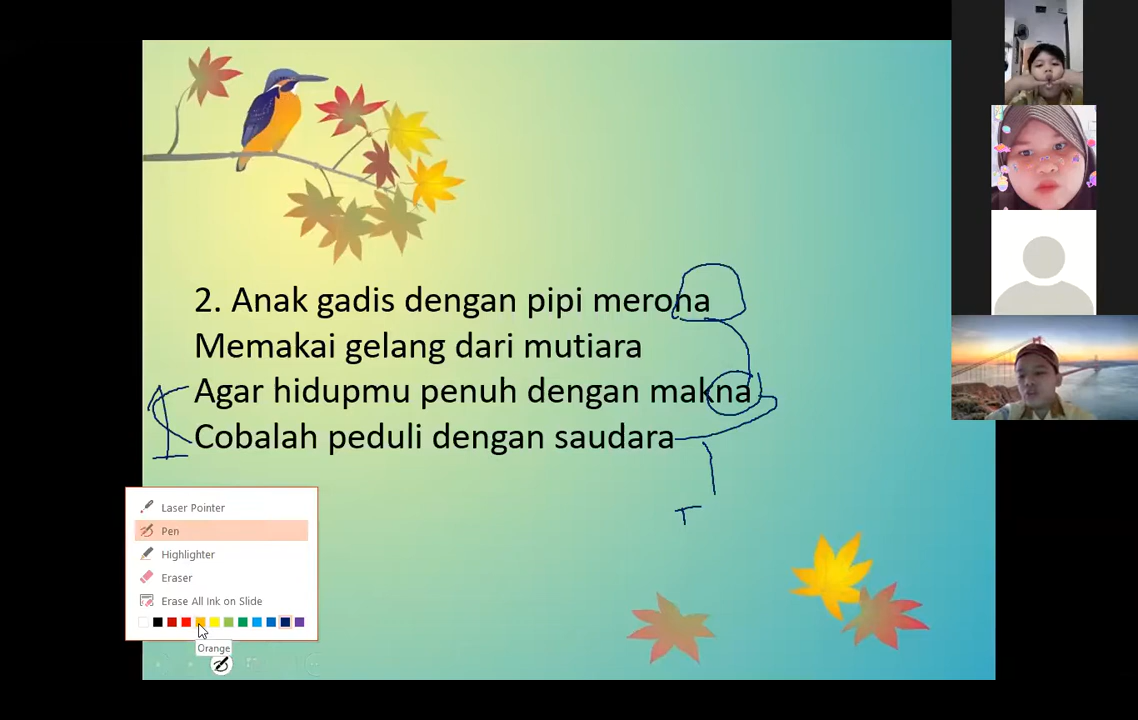 2. Anak gadis dengan pipi merona
Memakai gelang dari mutiara
Agar hidupmu penuh dengan makna
Cobalah peduli dengan saudara
I
Laser Pointer
Pen
Highlighter
Eraser
Erase All Ink on Slide
Orange